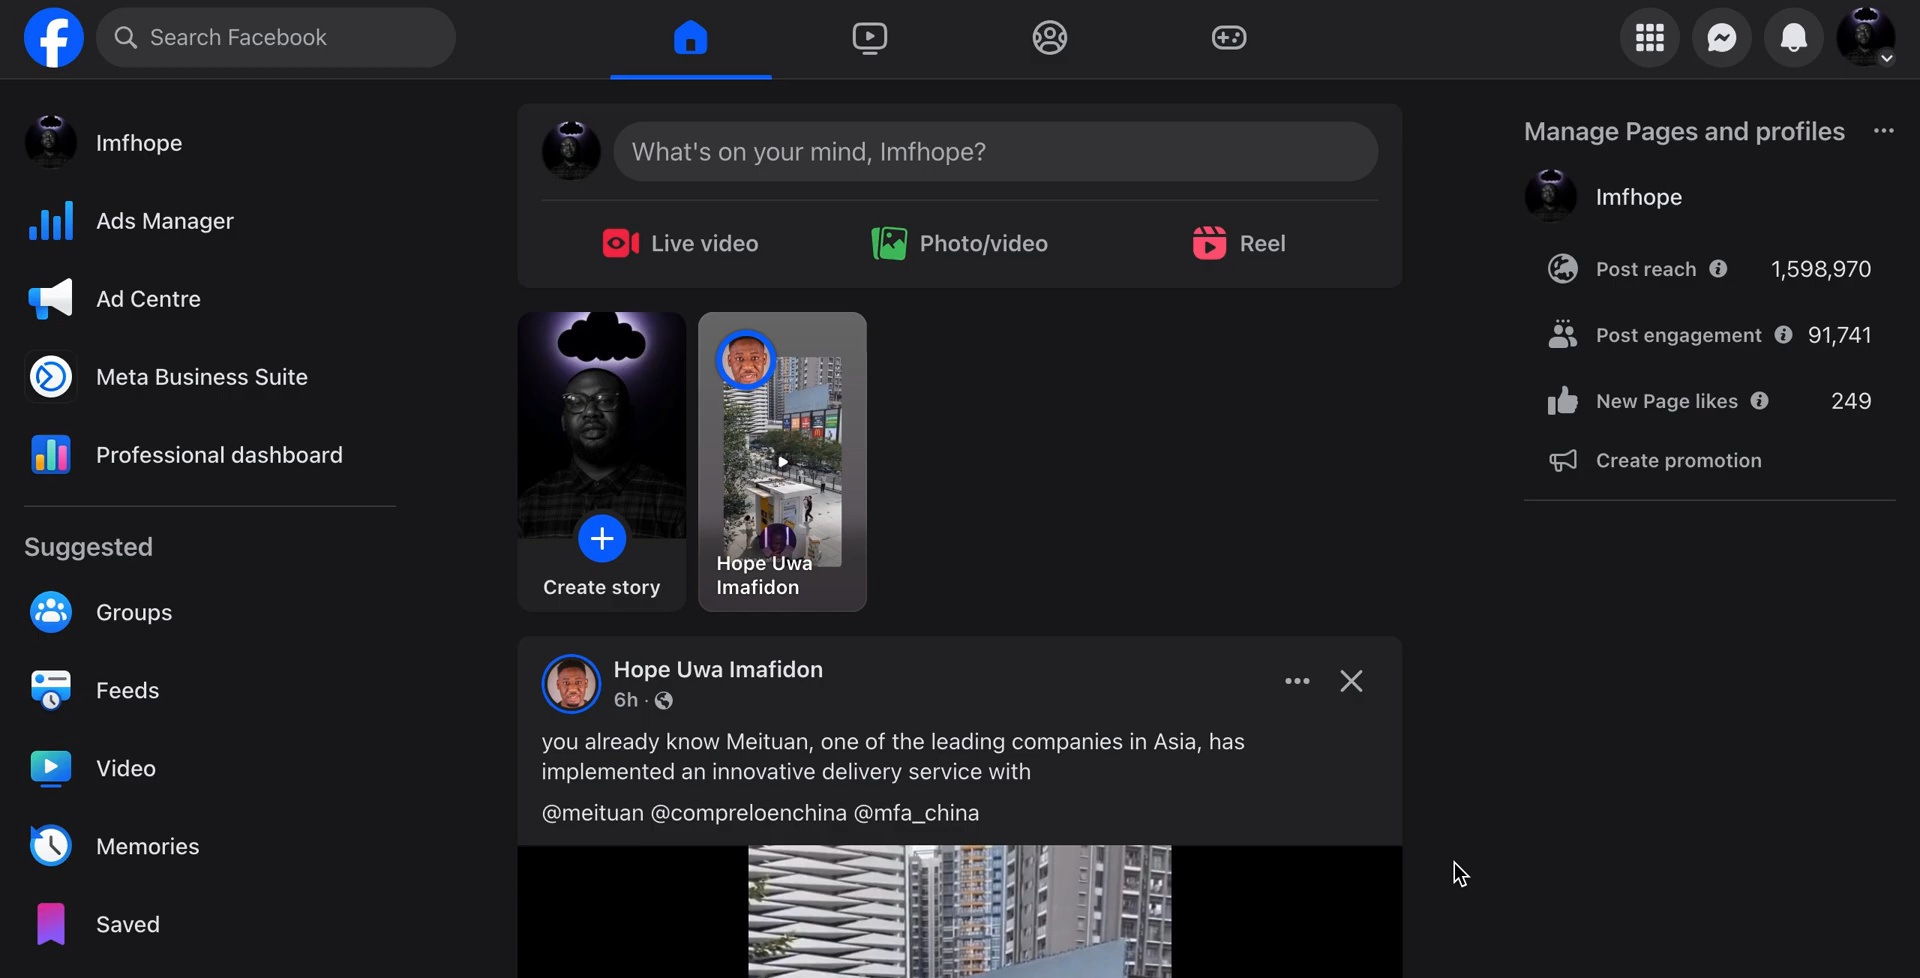 Search Facebook
Imfhope
Ads Manager
Ad Centre
Meta Business Suite
Professional dashboard
Suggested
Groups
Feeds
Video
Memories
Saved
What's on your mind, Imfhope?
Live video
Photo/video
Reel
Create story
Hope Uwa
Imafidon
Hope Uwa Imafidon
6h ·
you already know Meituan, one of the leading companies in Asia, has
implemented an innovative delivery service with
@meituan @compreloenchina @mfa_china
Manage Pages and profiles
Imfhope
Post reach 1,598,970
Post engagement 91,741
New Page likes 249
Create promotion